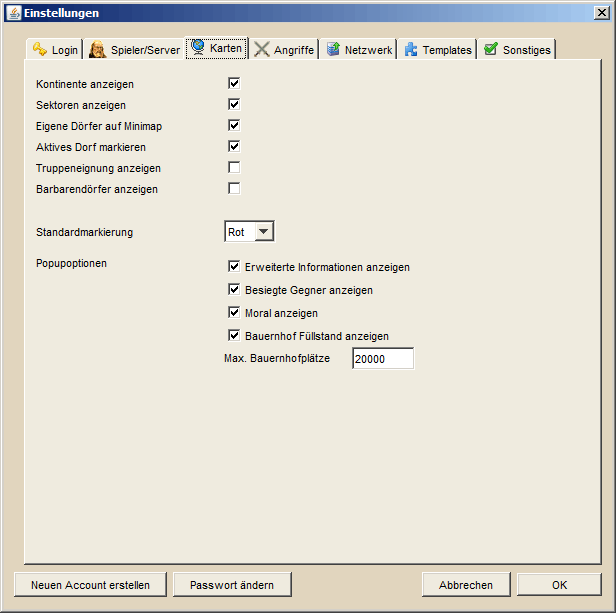 Einstellungen
Login Spieler/Server Karten Angriffe Netzwerk Templates Sonstiges
Kontinente anzeigen
Sektoren anzeigen
Eigene Dörfer auf Minimap
Aktives Dorf markieren
Truppeneignung anzeigen
Barbarendörfer anzeigen
Standardmarkierung Rot
Popupoptionen
Erweiterte Informationen anzeigen
Besiegte Gegner anzeigen
Moral anzeigen
Bauernhof Füllstand anzeigen
Max. Bauernhofplätze 20000
Neuen Account erstellen Passwort ändern Abbrechen OK